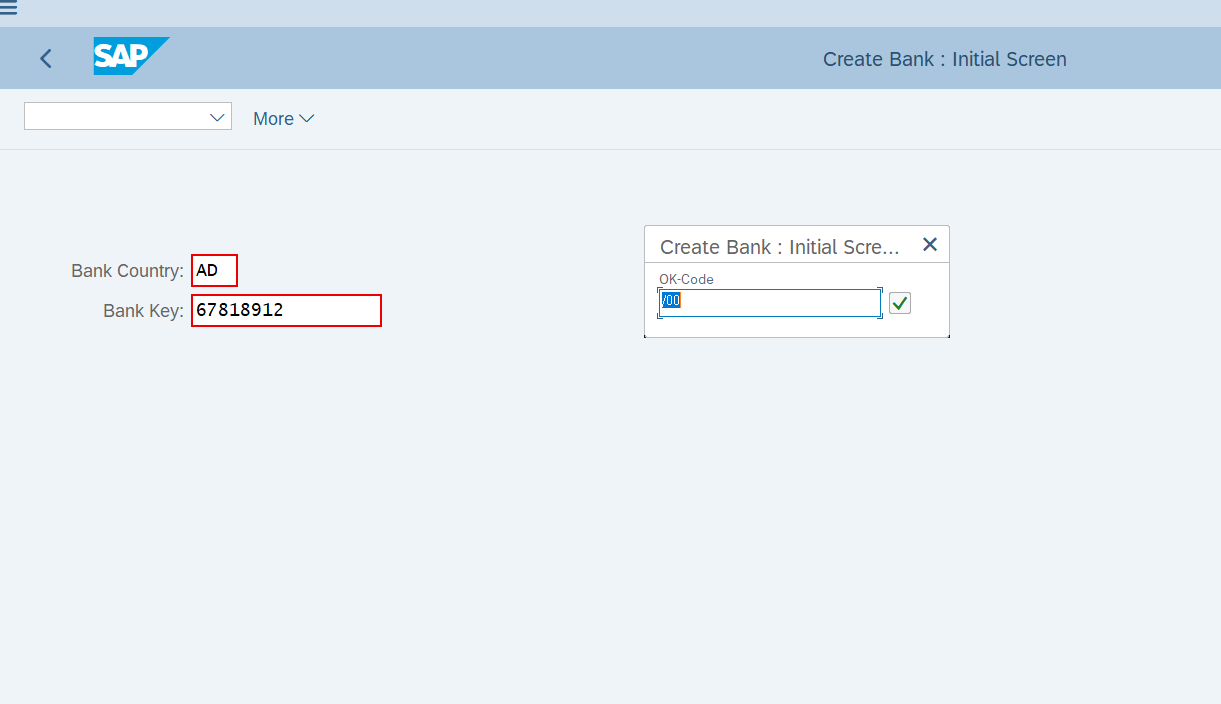 SAP
Create Bank : Initial Screen
More
Bank Country: AD
Bank Key: 67818912
Create Bank : Initial Scre...
OK-Code
/00